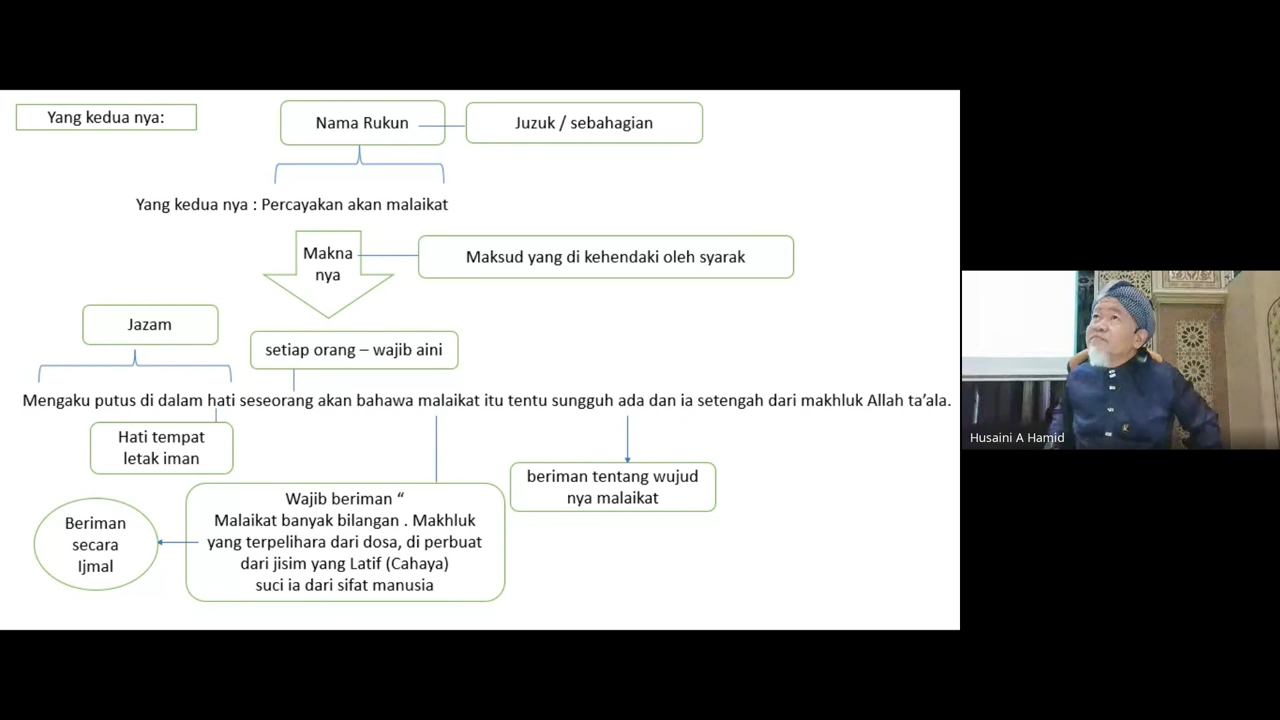 Yang kedua nya:
Nama Rukun
Juzuk / sebahagian
Yang kedua nya : Percayakan akan malaikat
Makna
nya
Maksud yang di kehendaki oleh syarak
Jazam
setiap orang – wajib aini
Mengaku putus di dalam hati seseorang akan bahawa malaikat itu tentu sungguh ada dan ia setengah dari makhluk Allah ta’ala.
Hati tempat
letak iman
beriman tentang wujud
nya malaikat
Wajib beriman “
Malaikat banyak bilangan . Makhluk
yang terpelihara dari dosa, di perbuat
dari jisim yang Latif (Cahaya)
suci ia dari sifat manusia
Beriman
secara
Ijmal
Husaini A Hamid